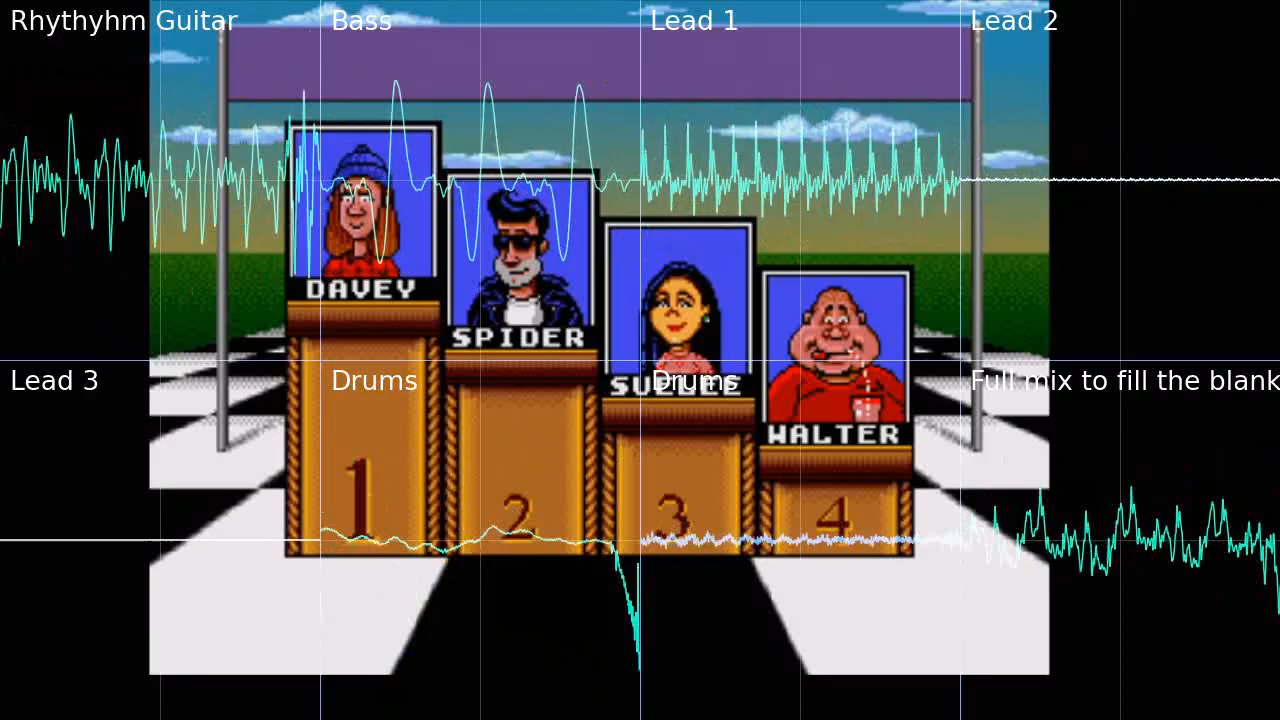 Rhythyhm Guitar
Bass
Lead 1
Lead 2
DAVEY
SPIDER
WALTER
Lead 3
Drums
Drums
Full mix to fill the blank
1
2
3
4